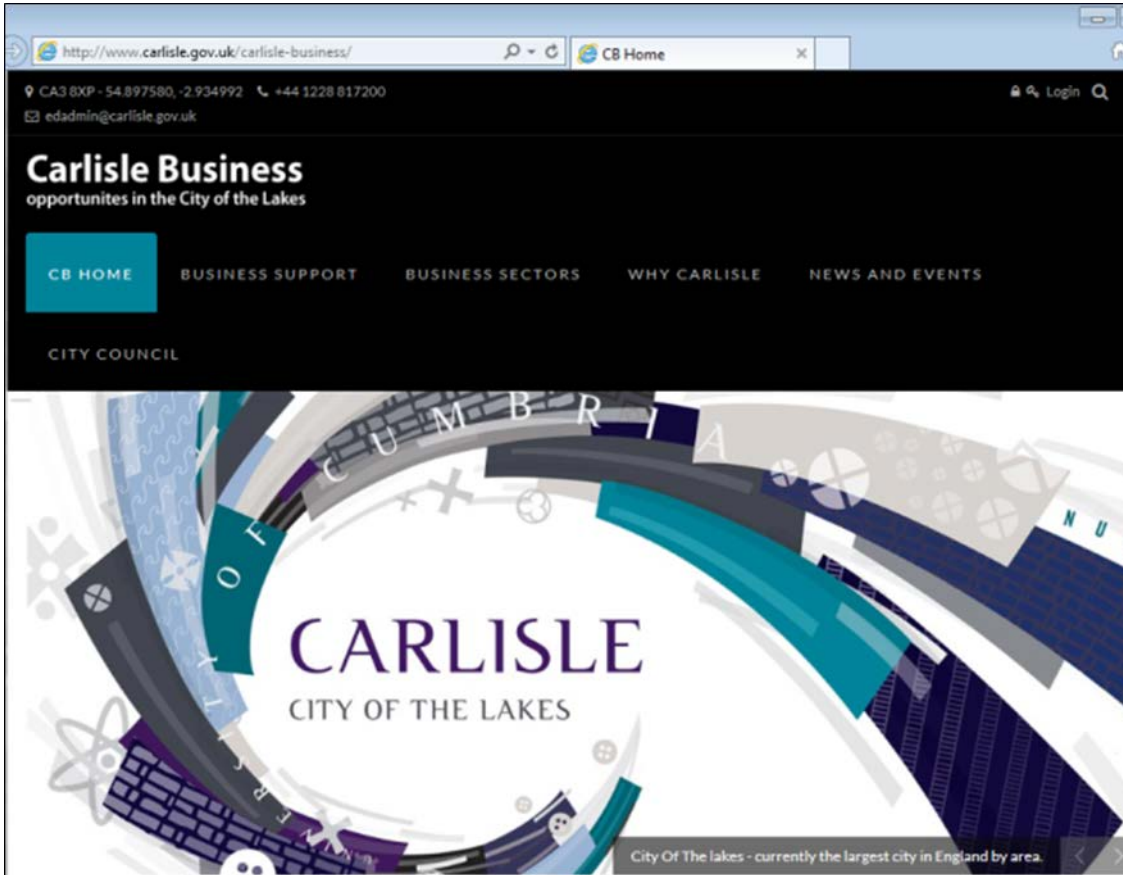 http://www.carlisle.gov.uk/carlisle-business/
CB Home
CA3 8XP - 54.897580, -2.934992 +44 1228 817200
Login
edadmin@carlisle.gov.uk
Carlisle Business
opportunites in the City of the Lakes
CB HOME BUSINESS SUPPORT BUSINESS SECTORS WHY CARLISLE NEWS AND EVENTS
CITY COUNCIL
UNIVERSITY OF CUMBRIA
NU
CARLISLE
CITY OF THE LAKES
City Of The lakes - currently the largest city in England by area.